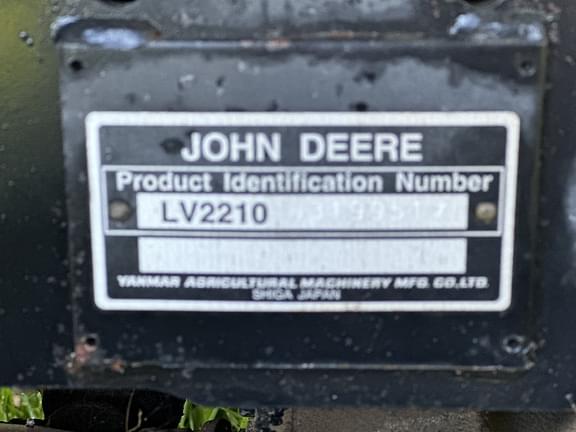 JOHN DEERE
Product Identification Number
LV2210
YANMAR AGRICULTURAL MACHINERY MFG. CO., LTD.
SHIGA JAPAN